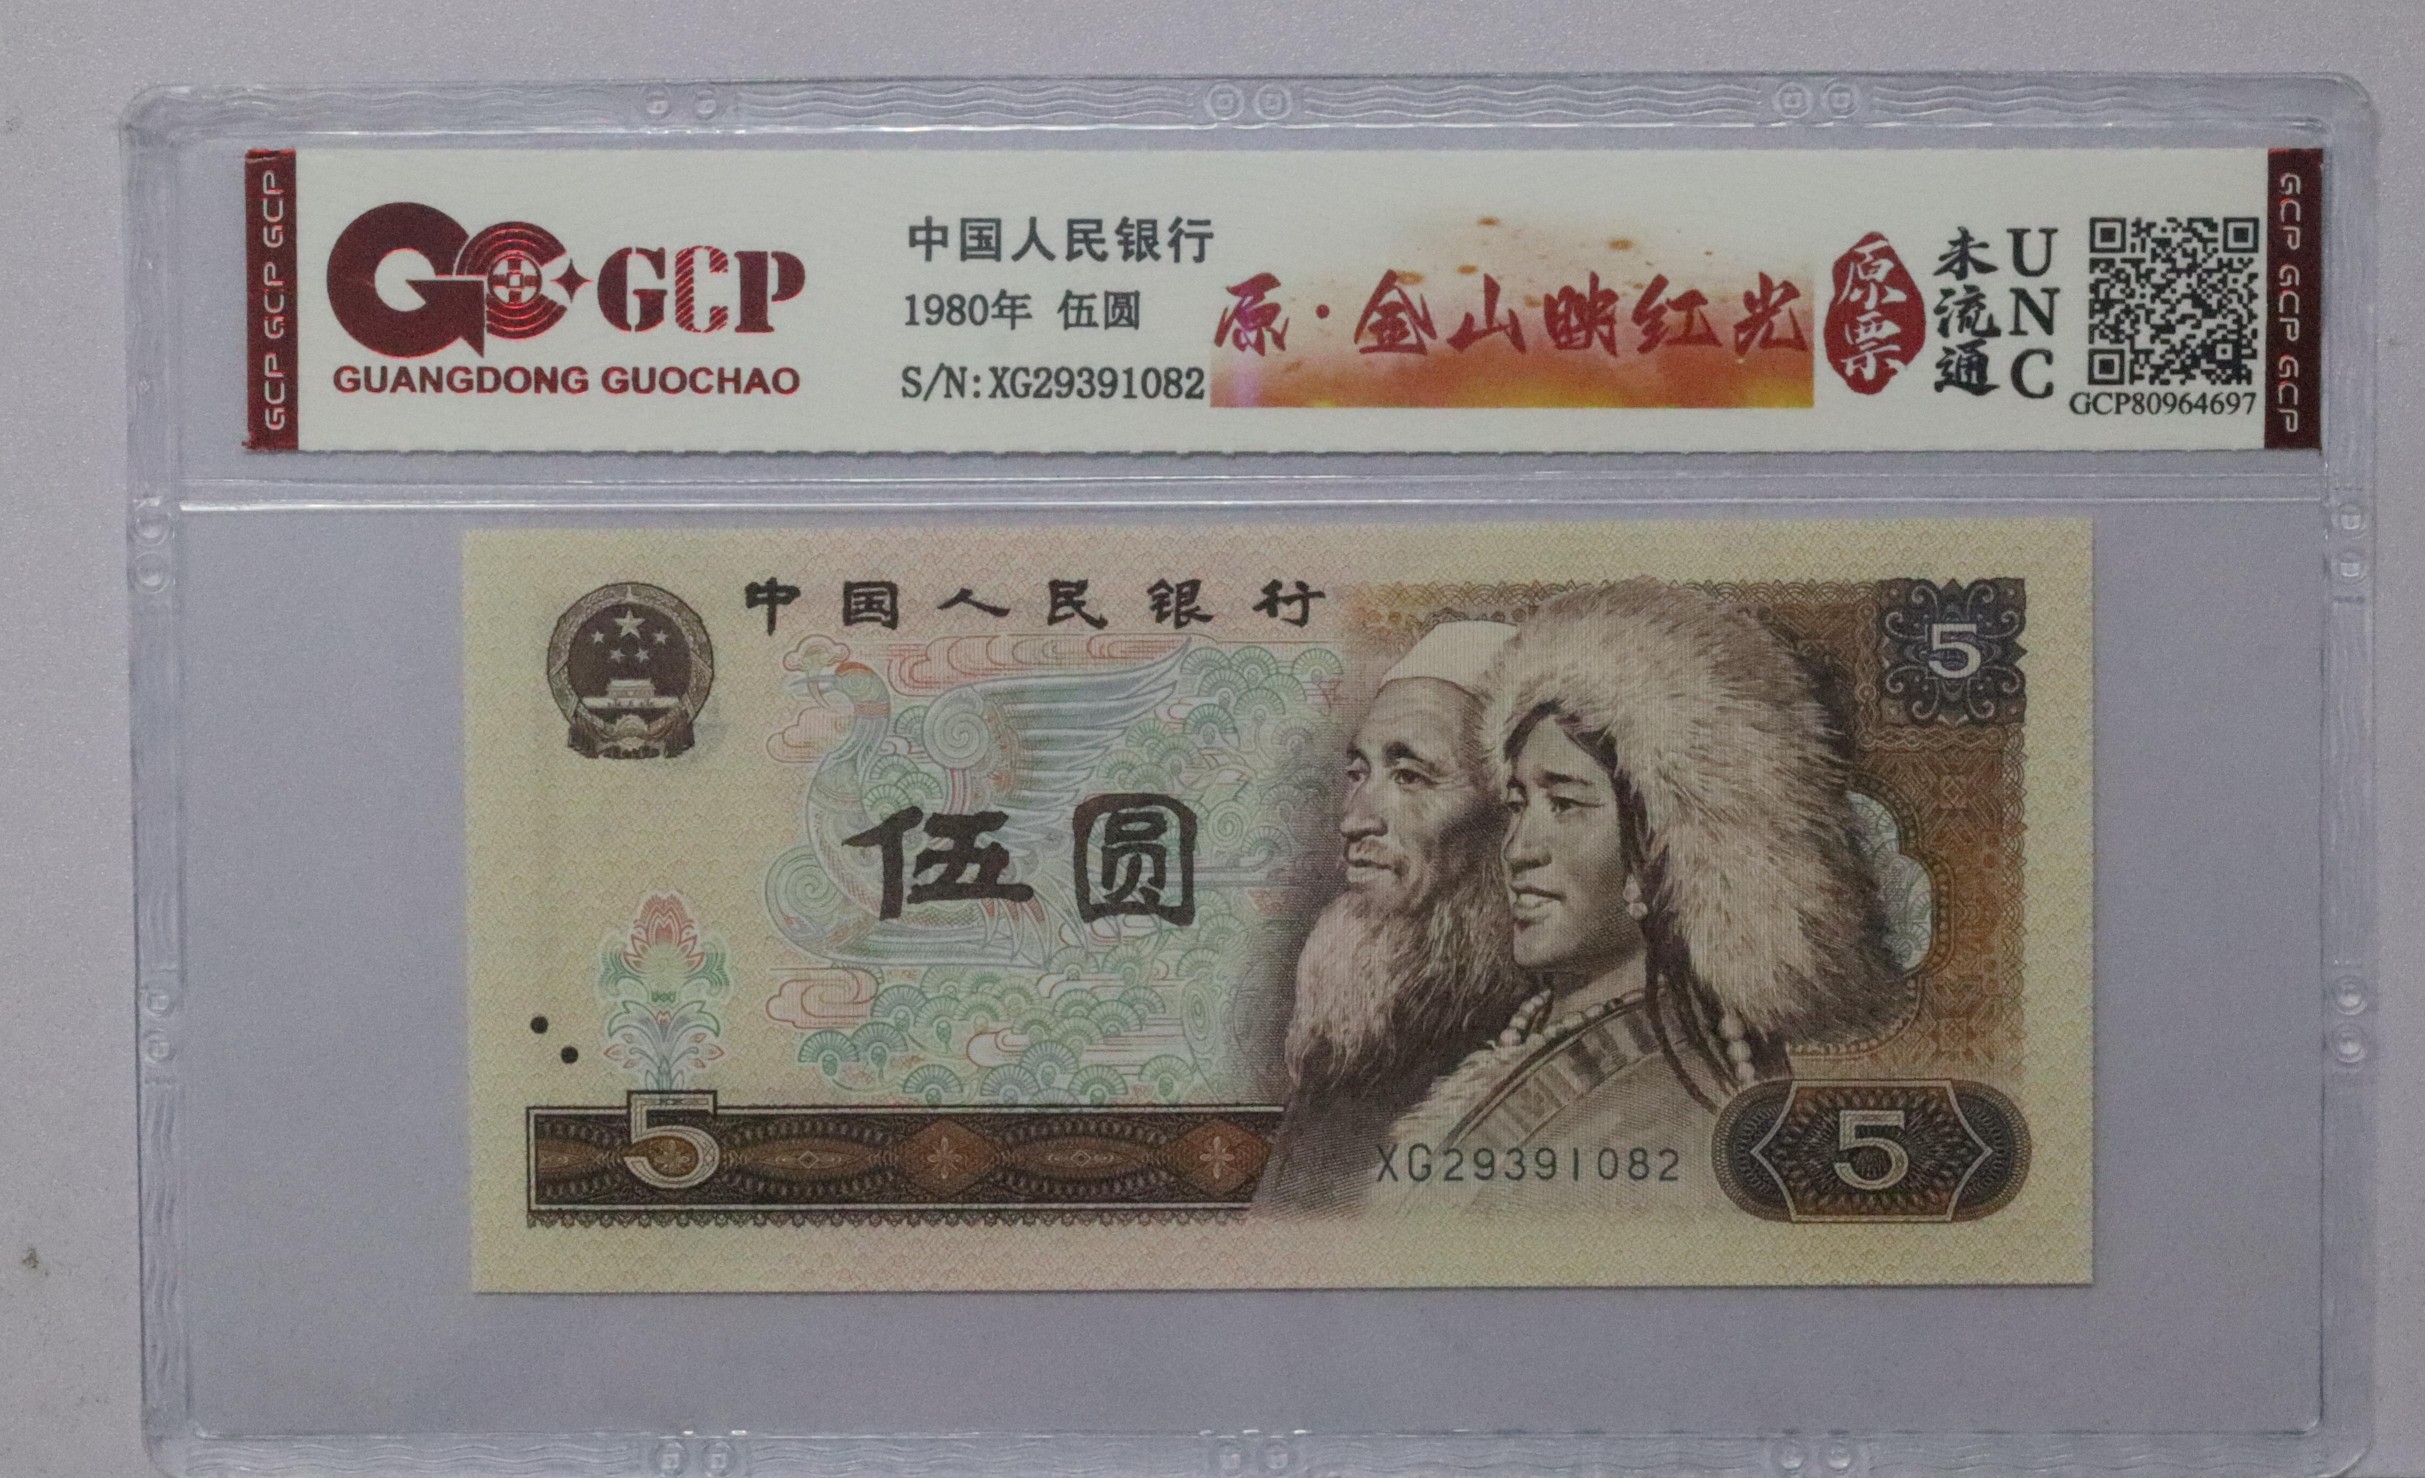 GCP GCP GCP
GCP
GUANGDONG GUOCHAO
中国人民银行
1980年 伍圆
S/N:XG29391082
原·金山映红光
原票
未流通
UNC
GCP80964697
GCP GCP GCP
中国人民银行
5
伍圆
5
XG29391082
5